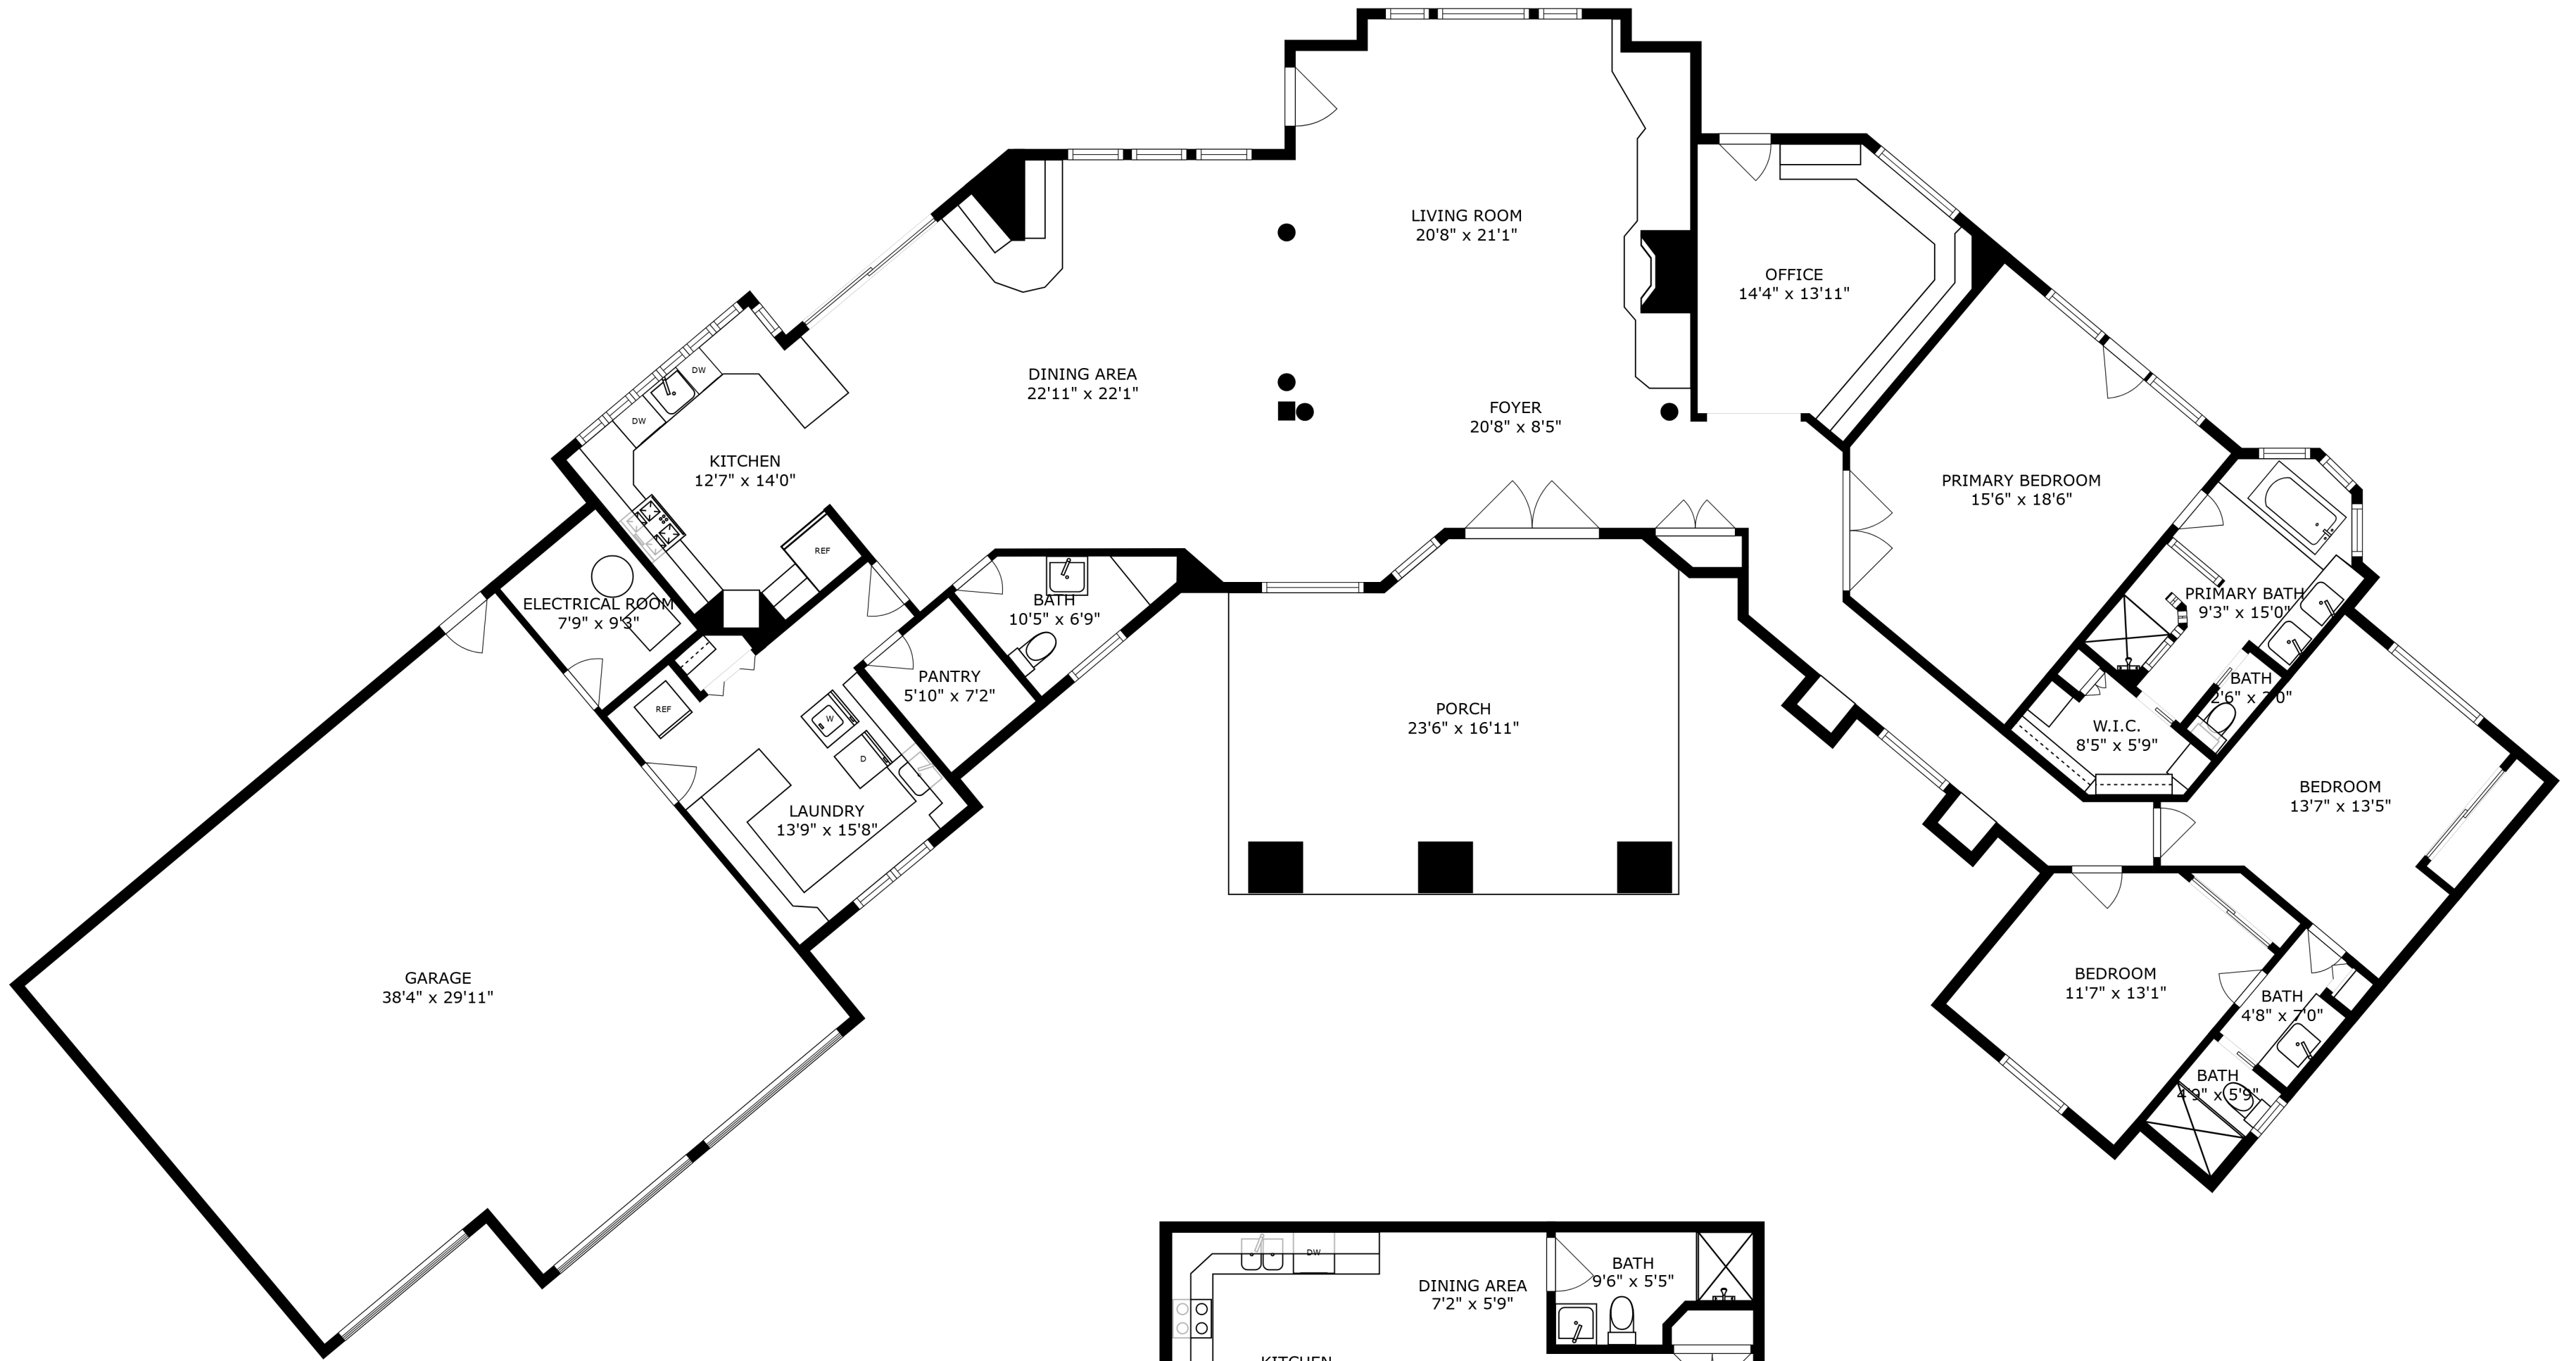 LIVING ROOM
20'8" x 21'1"
OFFICE
14'4" x 13'11"
DINING AREA
22'11" x 22'1"
FOYER
20'8" x 8'5"
DW
DW
KITCHEN
12'7" x 14'0"
REF
PRIMARY BEDROOM
15'6" x 18'6"
ELECTRICAL ROOM
7'9" x 9'3"
BATH
10'5" x 6'9"
PRIMARY BATH
9'3" x 15'0"
PANTRY
5'10" x 7'2"
BATH
REF
W
D
PORCH
23'6" x 16'11"
W.I.C.
8'5" x 5'9"
LAUNDRY
13'9" x 15'8"
BEDROOM
13'7" x 13'5"
GARAGE
38'4" x 29'11"
BEDROOM
11'7" x 13'1"
BATH
4'8" x 7'0"
BATH
4'9" x 5'9"
DW
DINING AREA
7'2" x 5'9"
BATH
9'6" x 5'5"
KITCHEN